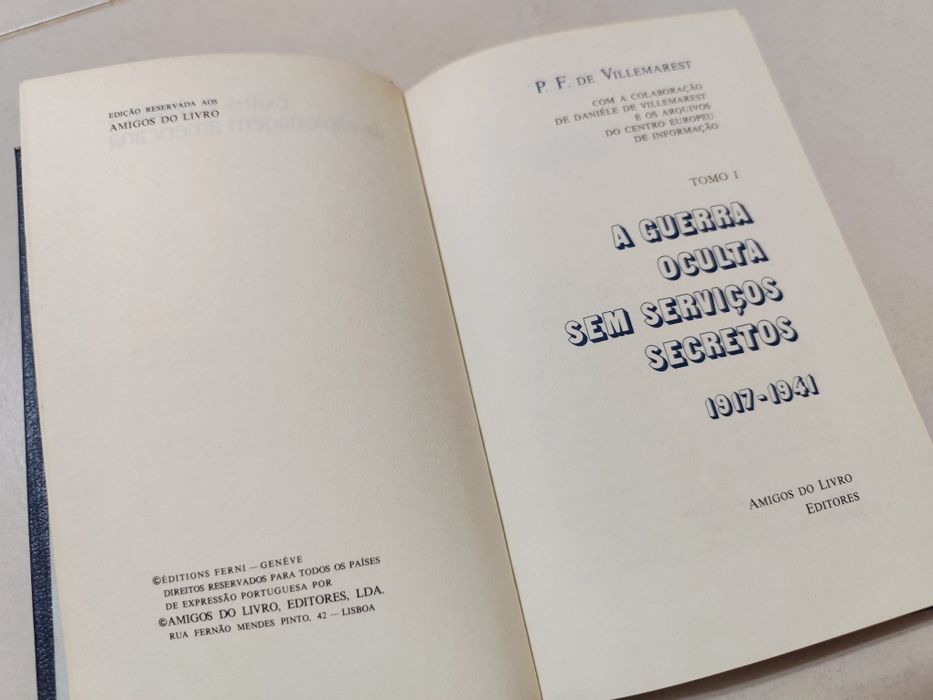 EDIÇÃO RESERVADA AOS
AMIGOS DO LIVRO
©ÉDITIONS FERNI — GENÉVE
DIREITOS RESERVADOS PARA TODOS OS PAÍSES
DE EXPRESSÃO PORTUGUESA POR
©AMIGOS DO LIVRO, EDITORES, LDA.
RUA FERNÃO MENDES PINTO, 42 — LISBOA
P. F. DE VILLEMAREST
COM A COLABORAÇÃO
DE DANIÈLE DE VILLEMAREST
E OS ARQUIVOS
DO CENTRO EUROPEU
DE INFORMAÇÃO
TOMO I
A GUERRA
OCULTA
SEM SERVIÇOS
SECRETOS
1917-1941
AMIGOS DO LIVRO
EDITORES